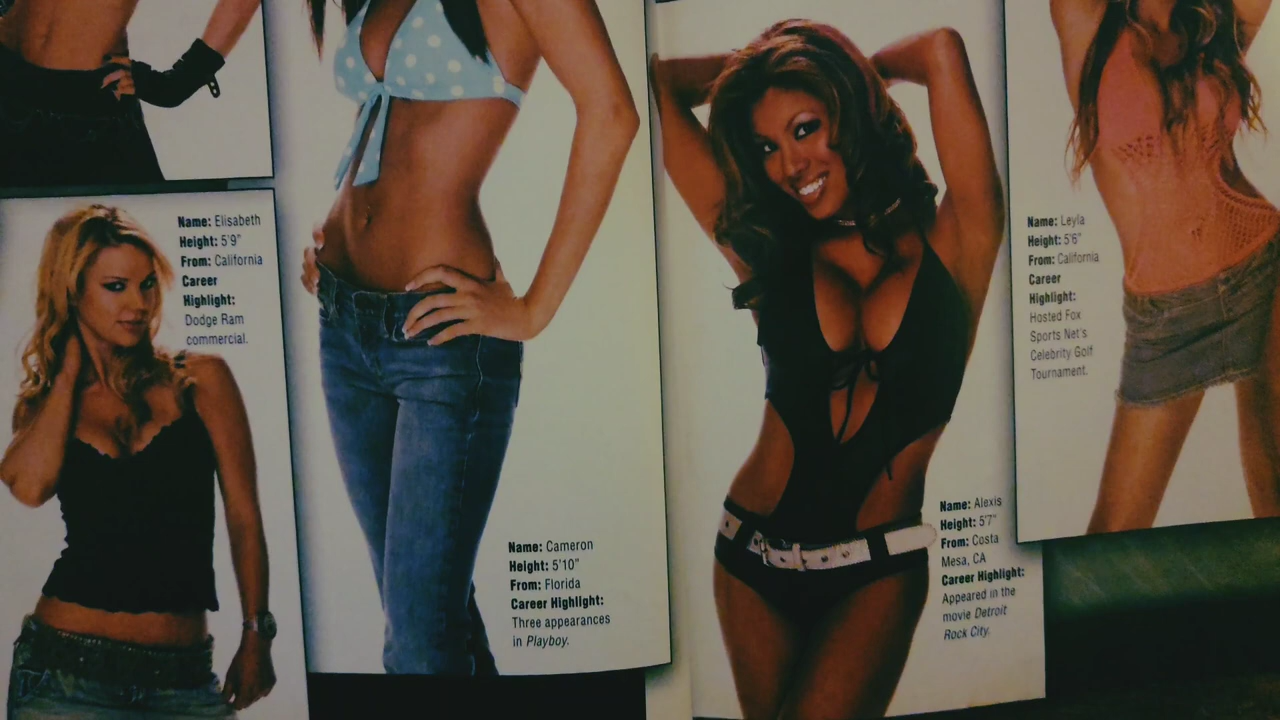 Name: Elisabeth
Height: 5'9"
From: California
Career
Highlight:
Dodge Ram
commercial.
Name: Cameron
Height: 5'10"
From: Florida
Career Highlight:
Three appearances
in Playboy.
Name: Alexis
Height: 5'7"
From: Costa
Mesa, CA
Career Highlight:
Appeared in the
movie Detroit
Rock City.
Name: Leyla
Height: 5'6"
From: California
Career
Highlight:
Hosted Fox
Sports Net's
Celebrity Golf
Tournament.